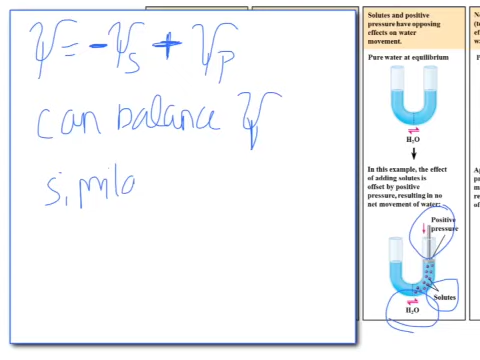 ψ = -ψs + ψp
can balance ψ
simila
Solutes and positive
pressure have opposing
effects on water
movement.
Pure water at equilibrium
H2O
In this example, the effect
of adding solutes is
offset by positive
pressure, resulting in no
net movement of water:
Positive
pressure
Solutes
H2O